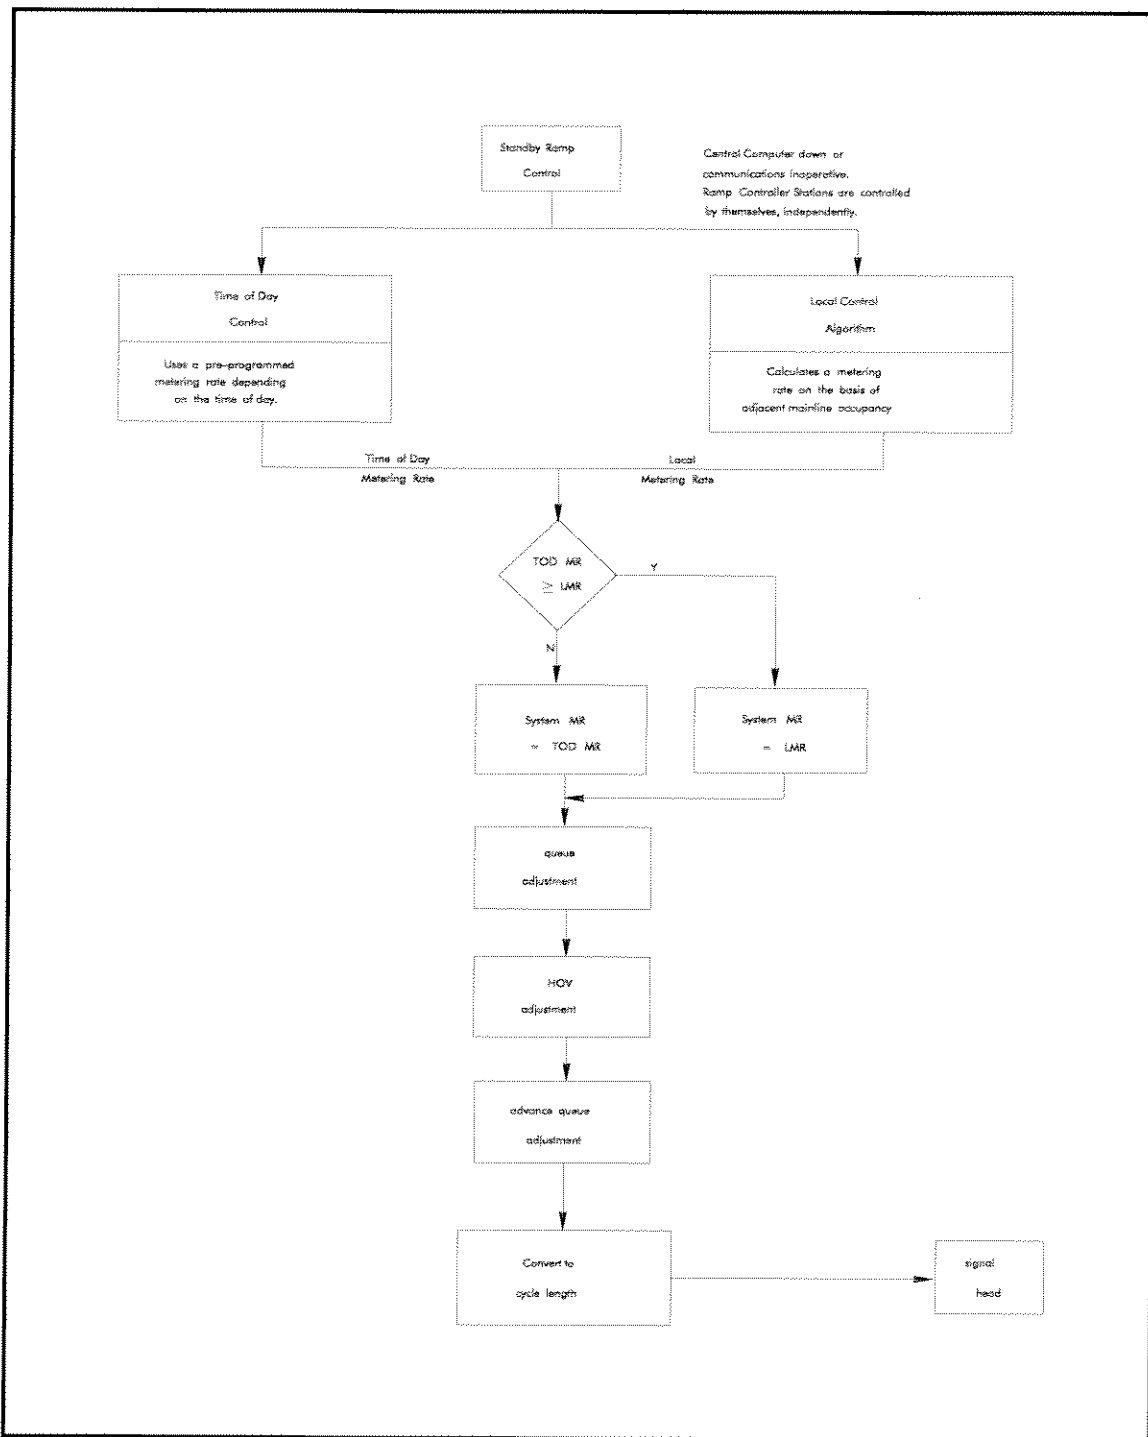 Standby Ramp
Control
Central Computer down or
communications inoperative.
Ramp Controller Stations are controlled
by themselves, independently.
Time of Day
Control
Uses a pre-programmed
metering rate depending
on the time of day.
Local Control
Algorithm
Calculates a metering
rate on the basis of
adjacent mainline occupancy
Time of Day
Metering Rate
Local
Metering Rate
TOD MR
≥ LMR
Y
N
System MR
= TOD MR
System MR
= LMR
queue
adjustment
HOV
adjustment
advance queue
adjustment
Convert to
cycle length
signal
head